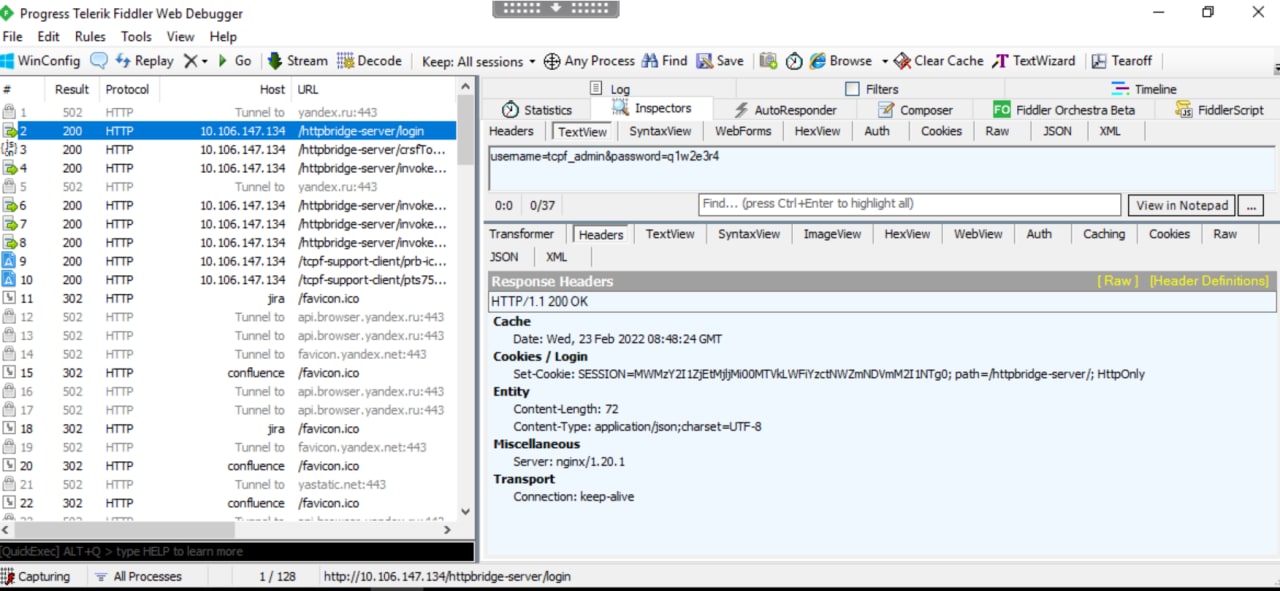 Progress Telerik Fiddler Web Debugger
File Edit Rules Tools View Help
WinConfig Replay Go Stream Decode Keep: All sessions Any Process Find Save Browse Clear Cache TextWizard Tearoff
# Result Protocol Host URL
1 502 HTTP Tunnel to yandex.ru:443
2 200 HTTP 10.106.147.134 /httpbridge-server/login
3 200 HTTP 10.106.147.134 /httpbridge-server/crsfTo...
4 200 HTTP 10.106.147.134 /httpbridge-server/invoke...
5 502 HTTP Tunnel to yandex.ru:443
6 200 HTTP 10.106.147.134 /httpbridge-server/invoke...
7 200 HTTP 10.106.147.134 /httpbridge-server/invoke...
8 200 HTTP 10.106.147.134 /httpbridge-server/invoke...
9 200 HTTP 10.106.147.134 /tcpf-support-client/prb-ic...
10 200 HTTP 10.106.147.134 /tcpf-support-client/pts75...
11 302 HTTP jira /favicon.ico
12 502 HTTP Tunnel to api.browser.yandex.ru:443
13 502 HTTP Tunnel to api.browser.yandex.ru:443
14 502 HTTP Tunnel to favicon.yandex.net:443
15 302 HTTP confluence /favicon.ico
16 502 HTTP Tunnel to api.browser.yandex.ru:443
17 502 HTTP Tunnel to api.browser.yandex.ru:443
18 302 HTTP jira /favicon.ico
19 502 HTTP Tunnel to favicon.yandex.net:443
20 302 HTTP confluence /favicon.ico
21 502 HTTP Tunnel to yastatic.net:443
22 302 HTTP confluence /favicon.ico
[QuickExec] ALT+Q > type HELP to learn more
Log Filters Timeline
Statistics Inspectors AutoResponder Composer FO Fiddler Orchestra Beta FiddlerScript
Headers TextView SyntaxView WebForms HexView Auth Cookies Raw JSON XML
username=tcpf_admin&password=q1w2e3r4
0:0 0/37 Find... (press Ctrl+Enter to highlight all) View in Notepad ...
Transformer Headers TextView SyntaxView ImageView HexView WebView Auth Caching Cookies Raw
JSON XML
Response Headers [ Raw ] [Header Definitions]
HTTP/1.1 200 OK
Cache
Date: Wed, 23 Feb 2022 08:48:24 GMT
Cookies / Login
Set-Cookie: SESSION=MWMzY2I1ZjEtMjljMi00MTVkLWFiYzctNWZmNDVmM2I1NTg0; path=/httpbridge-server/; HttpOnly
Entity
Content-Length: 72
Content-Type: application/json;charset=UTF-8
Miscellaneous
Server: nginx/1.20.1
Transport
Connection: keep-alive
Capturing All Processes 1 / 128 http://10.106.147.134/httpbridge-server/login